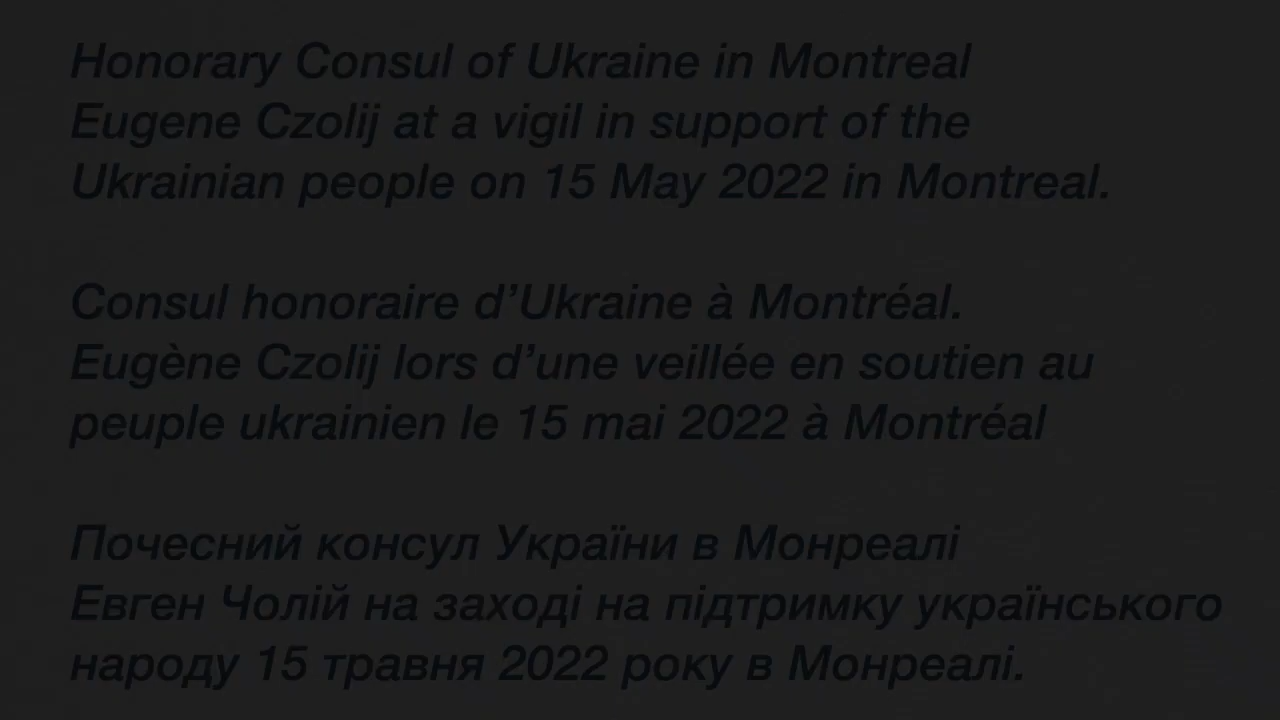 Honorary Consul of Ukraine in Montreal
Eugene Czolij at a vigil in support of the
Ukrainian people on 15 May 2022 in Montreal.
Consul honoraire d’Ukraine à Montréal.
Eugène Czolij lors d’une veillée en soutien au
peuple ukrainien le 15 mai 2022 à Montréal
Почесний консул України в Монреалі
Евген Чолій на заході на підтримку українського
народу 15 травня 2022 року в Монреалі.